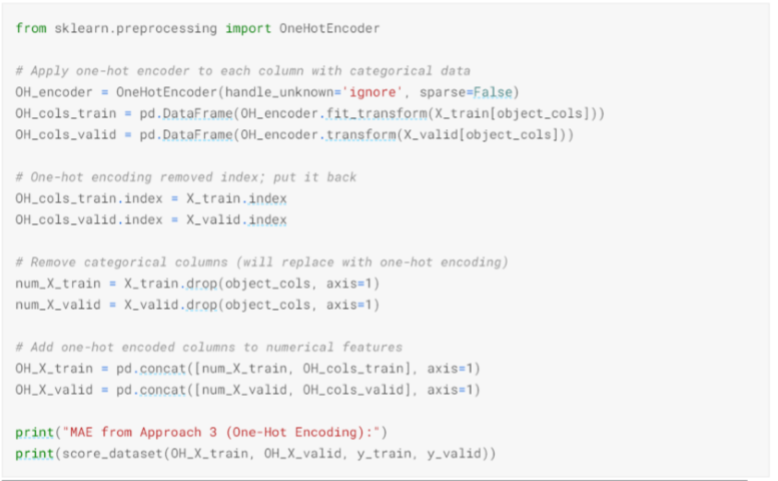 from sklearn.preprocessing import OneHotEncoder
# Apply one-hot encoder to each column with categorical data
OH_encoder = OneHotEncoder(handle_unknown='ignore', sparse=False)
OH_cols_train = pd.DataFrame(OH_encoder.fit_transform(X_train[object_cols]))
OH_cols_valid = pd.DataFrame(OH_encoder.transform(X_valid[object_cols]))
# One-hot encoding removed index; put it back
OH_cols_train.index = X_train.index
OH_cols_valid.index = X_valid.index
# Remove categorical columns (will replace with one-hot encoding)
num_X_train = X_train.drop(object_cols, axis=1)
num_X_valid = X_valid.drop(object_cols, axis=1)
# Add one-hot encoded columns to numerical features
OH_X_train = pd.concat([num_X_train, OH_cols_train], axis=1)
OH_X_valid = pd.concat([num_X_valid, OH_cols_valid], axis=1)
print("MAE from Approach 3 (One-Hot Encoding):")
print(score_dataset(OH_X_train, OH_X_valid, y_train, y_valid))